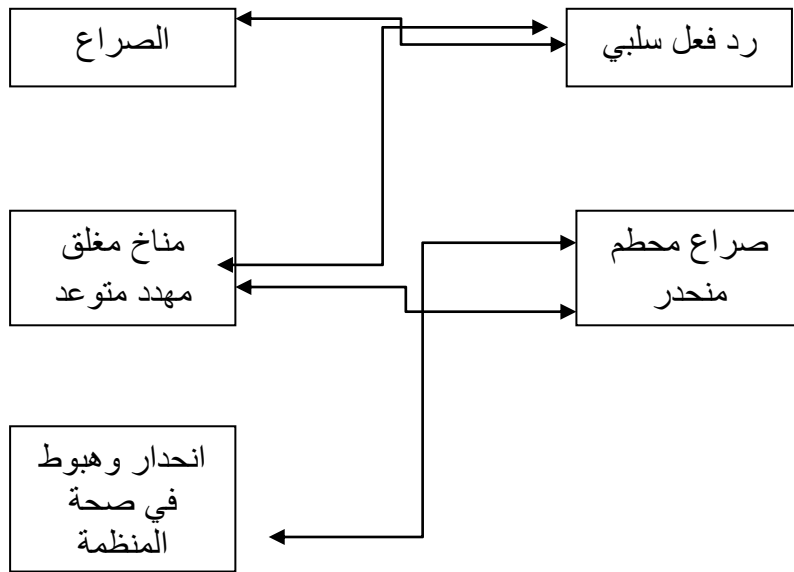 الصراع
رد فعل سلبي
مناخ مغلق
مهدد متوعد
صراع محطم
منحدر
انحدار وهبوط
في صحة
المنظمة